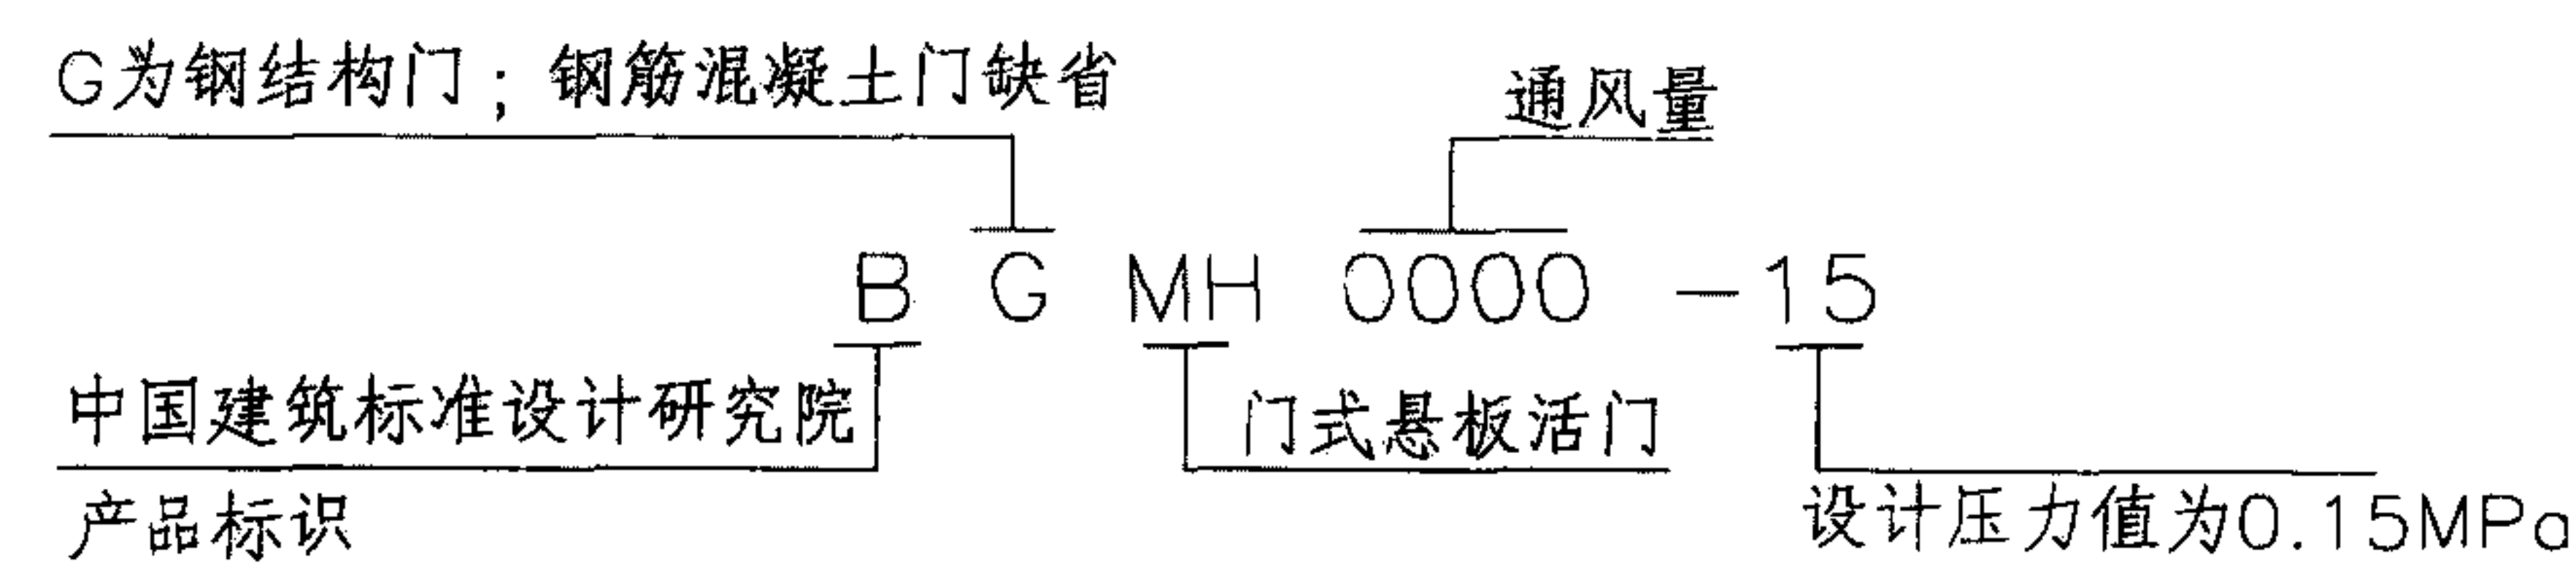 G为钢结构门；钢筋混凝土门缺省
通风量
B G MH 0000 -15
中国建筑标准设计研究院
门式悬板活门
产品标识
设计压力值为0.15MPa